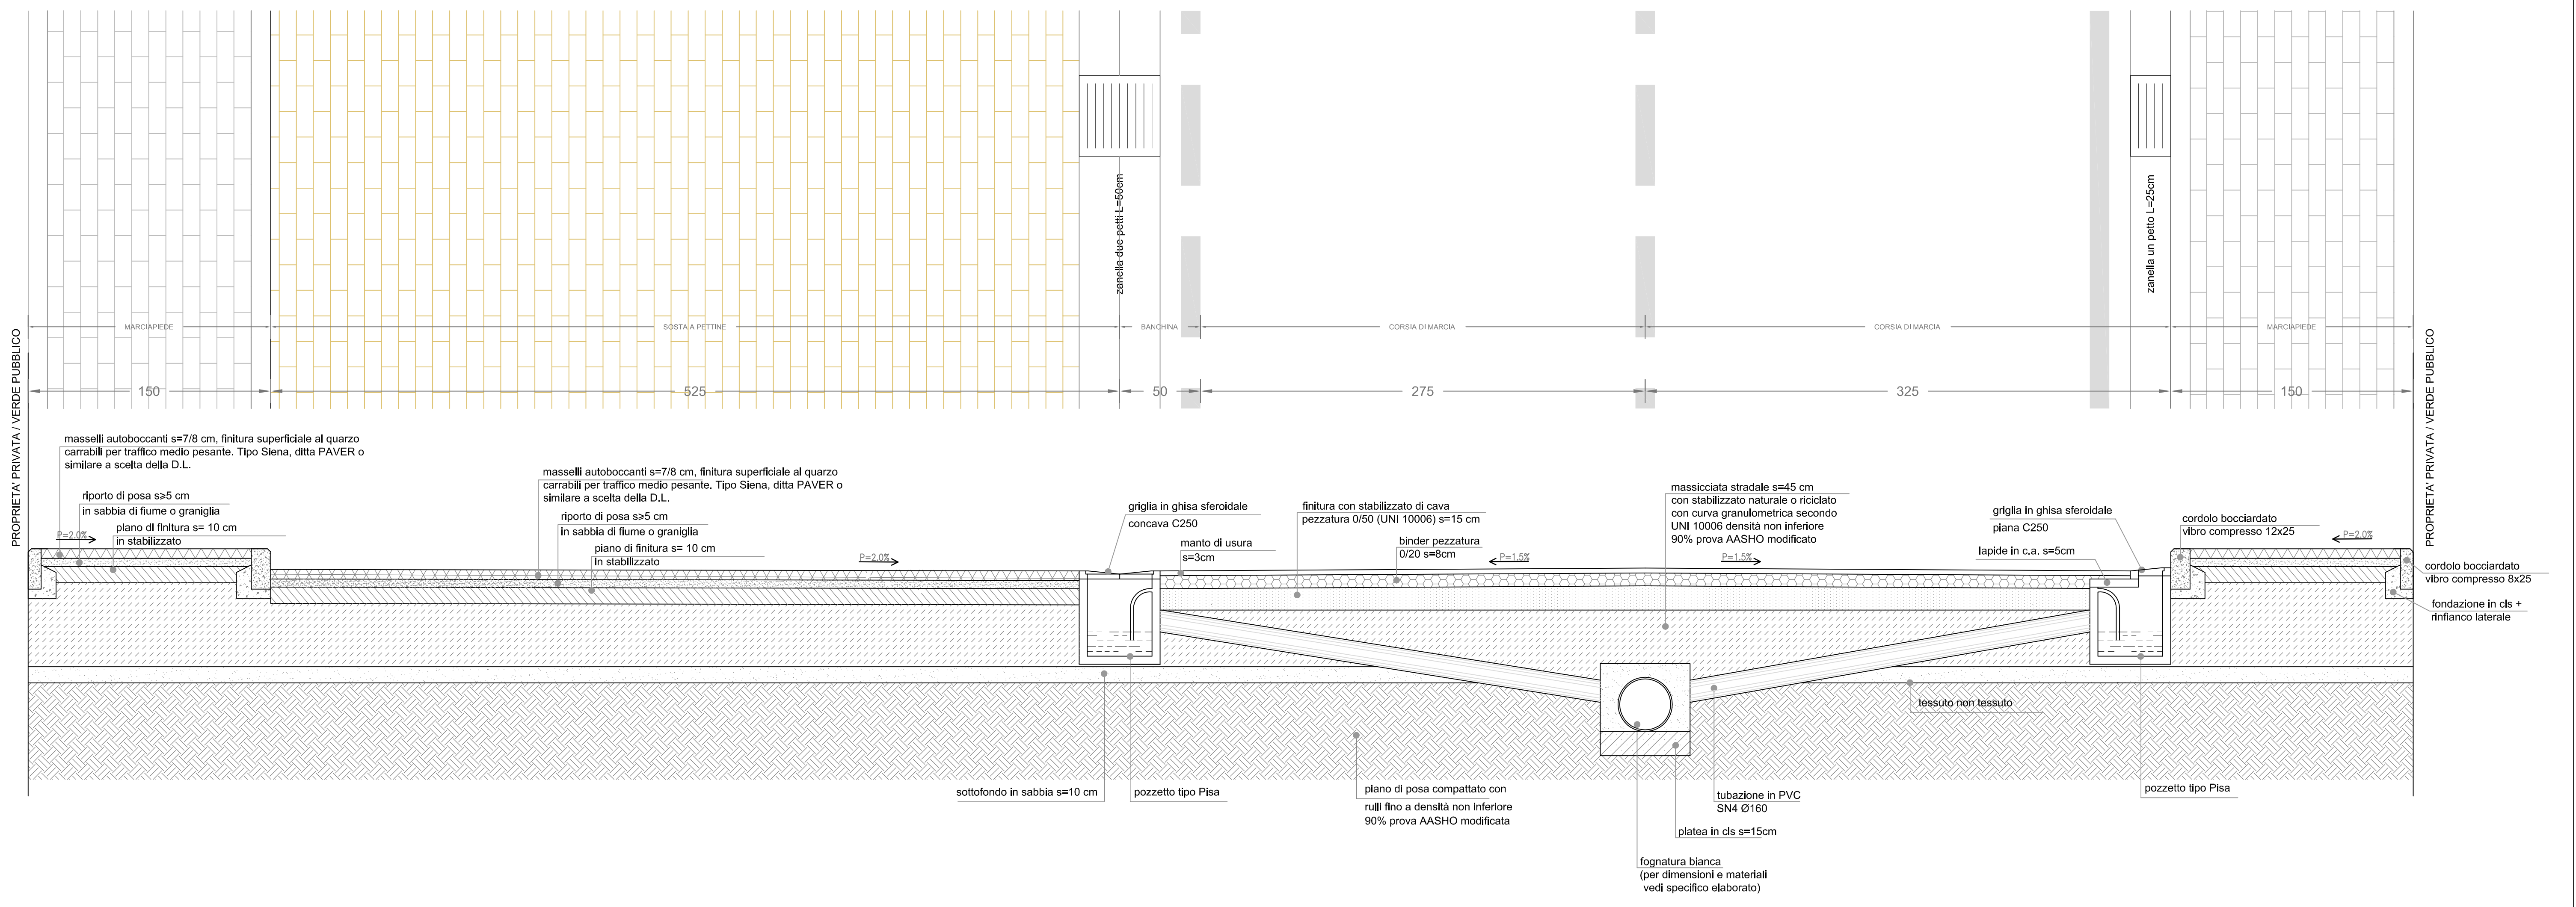 zanella due petti L=50cm
zanella un petto L=25cm
MARCIAPIEDE
SOSTA A PETTINE
BANCHINA
CORSIA DI MARCIA
CORSIA DI MARCIA
MARCIAPIEDE
150
525
50
275
325
150
PROPRIETA' PRIVATA / VERDE PUBBLICO
PROPRIETA' PRIVATA / VERDE PUBBLICO
masselli autoboccanti s=7/8 cm, finitura superficiale al quarzo
carrabili per traffico medio pesante. Tipo Siena, ditta PAVER o
similare a scelta della D.L.
riporto di posa s≥5 cm
in sabbia di fiume o graniglia
piano di finitura s= 10 cm
in stabilizzato
P=2.0%
masselli autoboccanti s=7/8 cm, finitura superficiale al quarzo
carrabili per traffico medio pesante. Tipo Siena, ditta PAVER o
similare a scelta della D.L.
riporto di posa s≥5 cm
in sabbia di fiume o graniglia
piano di finitura s= 10 cm
in stabilizzato
P=2.0%
griglia in ghisa sferoidale
concava C250
manto di usura
s=3cm
finitura con stabilizzato di cava
pezzatura 0/50 (UNI 10006) s=15 cm
binder pezzatura
0/20 s=8cm
P=1.5%
massicciata stradale s=45 cm
con stabilizzato naturale o riciclato
con curva granulometrica secondo
UNI 10006 densità non inferiore
90% prova AASHO modificato
P=1.5%
griglia in ghisa sferoidale
piana C250
lapide in c.a. s=5cm
cordolo bocciardato
vibro compresso 12x25
P=2.0%
cordolo bocciardato
vibro compresso 8x25
fondazione in cls +
rinfianco laterale
tessuto non tessuto
sottofondo in sabbia s=10 cm
pozzetto tipo Pisa
piano di posa compattato con
rulli fino a densità non inferiore
90% prova AASHO modificata
tubazione in PVC
SN4 Ø160
platea in cls s=15cm
fognatura bianca
(per dimensioni e materiali
vedi specifico elaborato)
pozzetto tipo Pisa